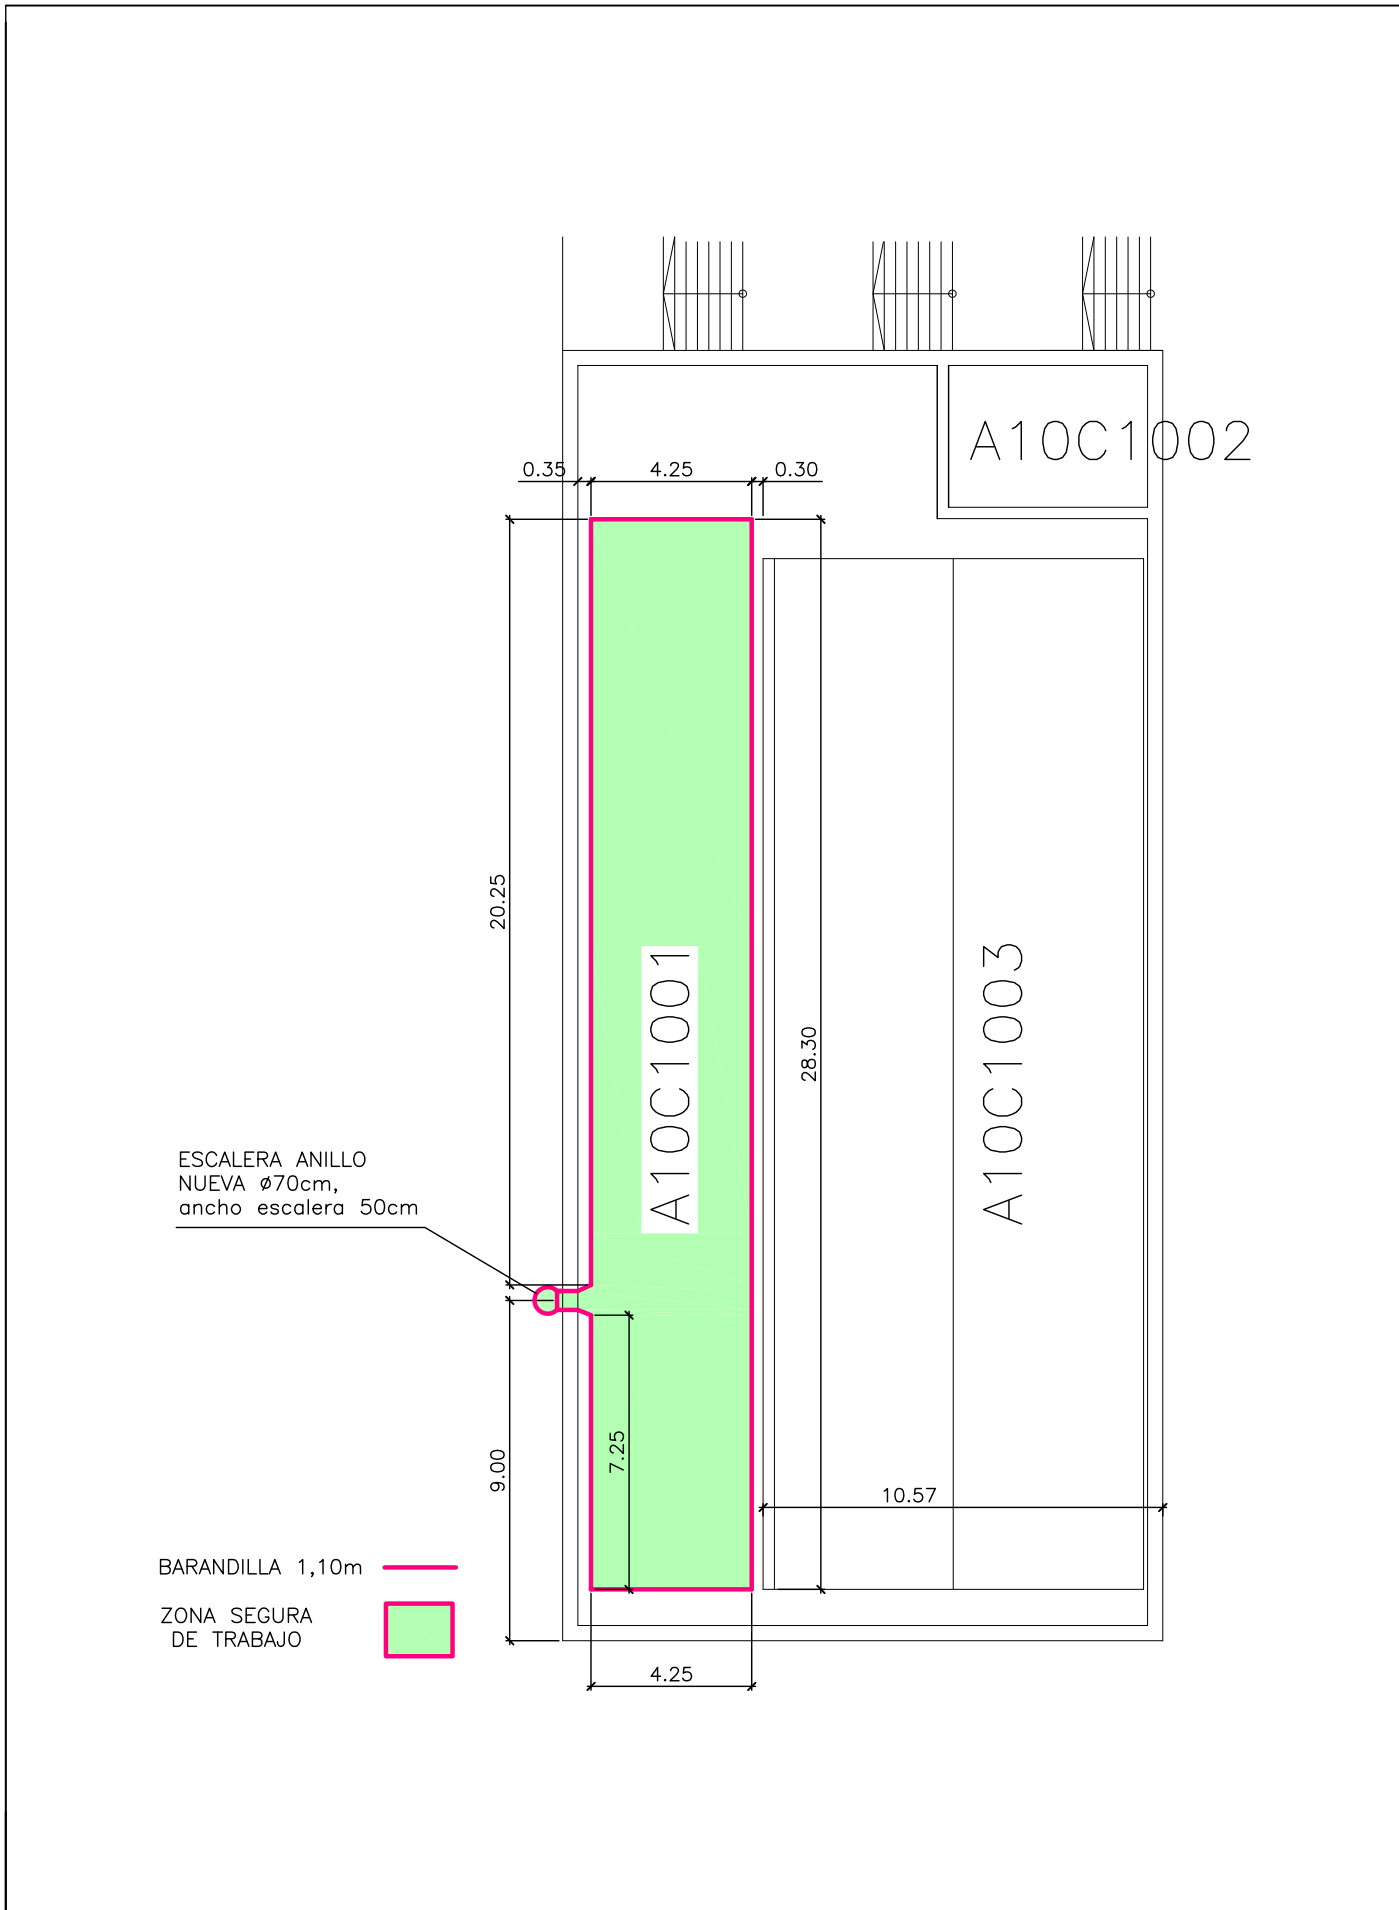 A10C1002
0.35
4.25
0.30
20.25
A10C1001
28.30
A10C1003
ESCALERA ANILLO
NUEVA ø70cm,
ancho escalera 50cm
9.00
7.25
10.57
BARANDILLA 1,10m
ZONA SEGURA
DE TRABAJO
4.25